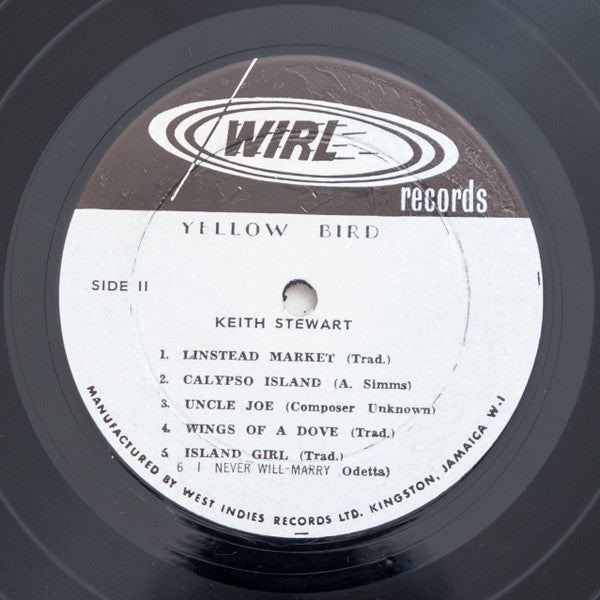 WIRL
records
YELLOW BIRD
SIDE II
KEITH STEWART
1. LINSTEAD MARKET (Trad.)
2. CALYPSO ISLAND (A. Simms)
3. UNCLE JOE (Composer Unknown)
4. WINGS OF A DOVE (Trad.)
5. ISLAND GIRL (Trad.)
6 I NEVER WILL-MARRY Odetta)
MANUFACTURED BY WEST INDIES RECORDS LTD. KINGSTON, JAMAICA W-I